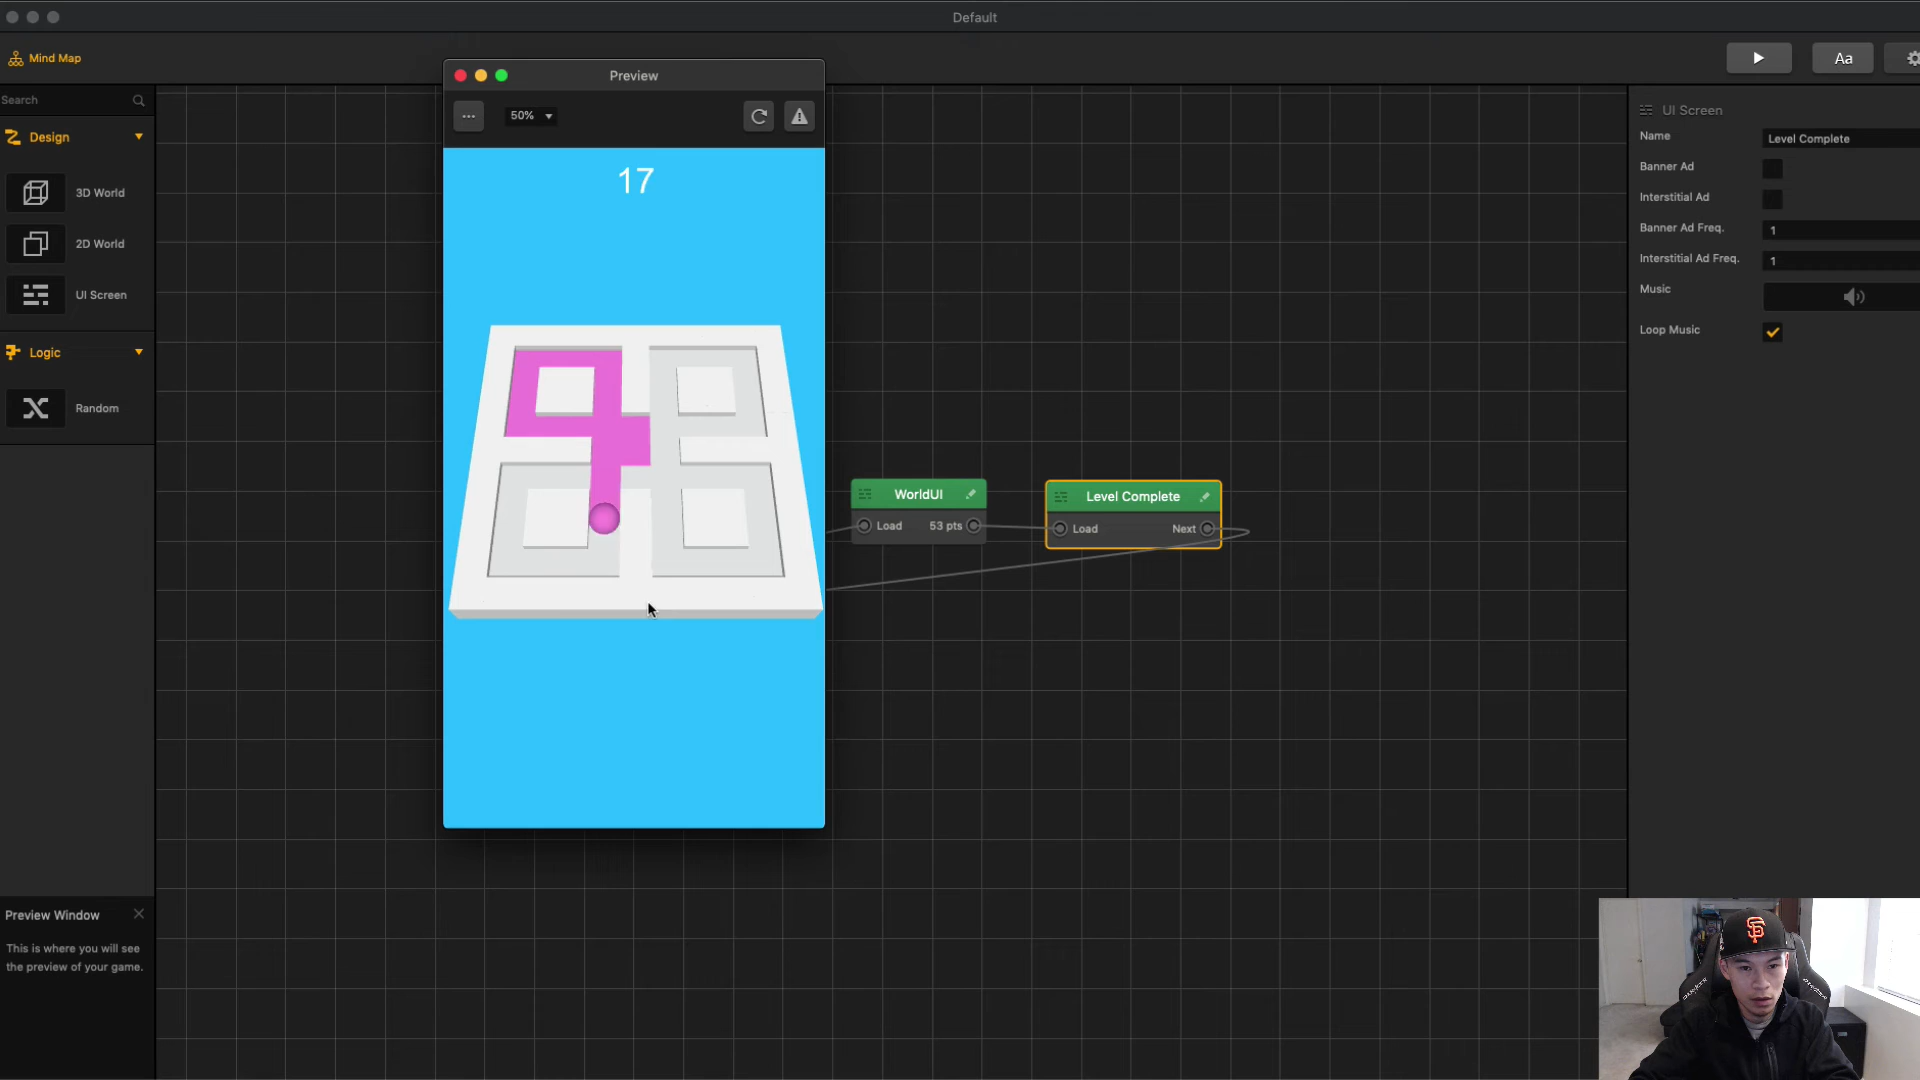 Default
Mind Map
Aa
Search
Design
3D World
2D World
UI Screen
Logic
Random
Preview Window
This is where you will see
the preview of your game.
Preview
50%
17
WorldUI
Load 53 pts
Level Complete
Load Next
UI Screen
Name Level Complete
Banner Ad
Interstitial Ad
Banner Ad Freq. 1
Interstitial Ad Freq. 1
Music
Loop Music
SF